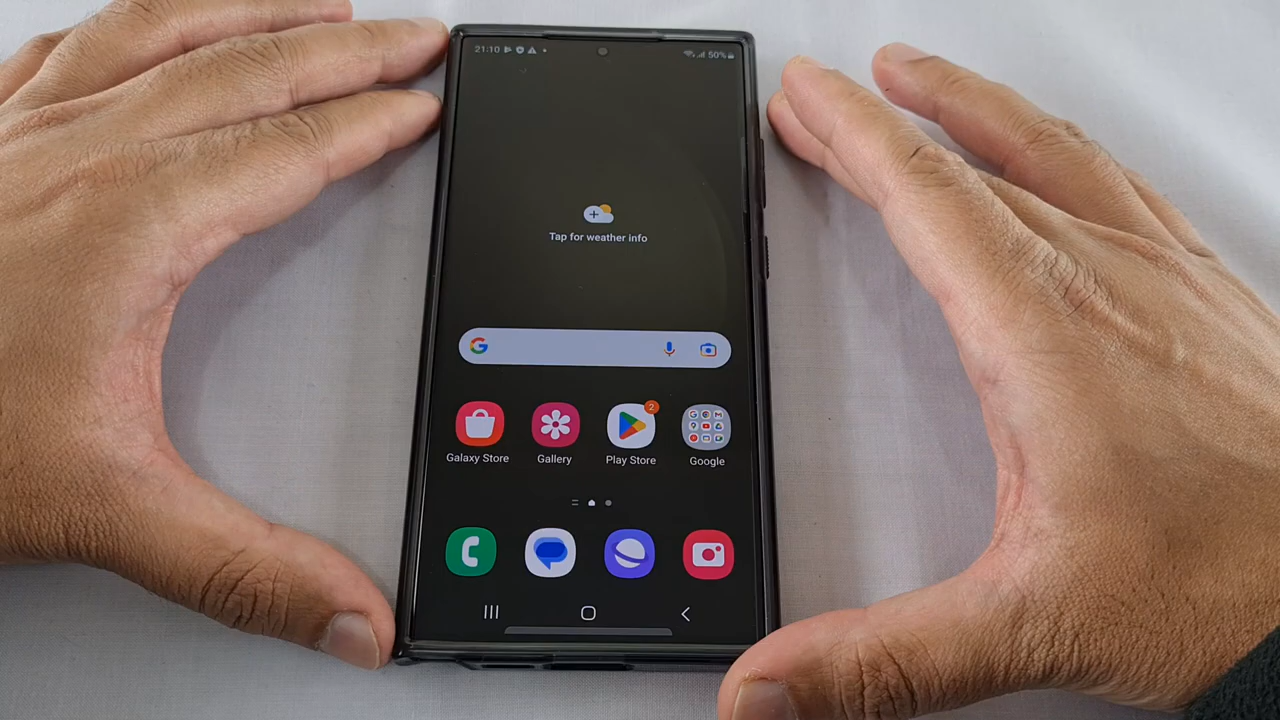 21:10
50%
Tap for weather info
G
2
Galaxy Store
Gallery
Play Store
Google